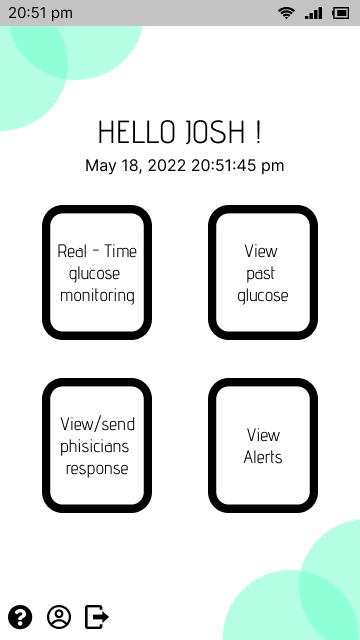 20:51 pm
HELLO JOSH !
May 18, 2022 20:51:45 pm
Real - Time
glucose
monitoring
View
past
glucose
View/send
phisicians
response
View
Alerts